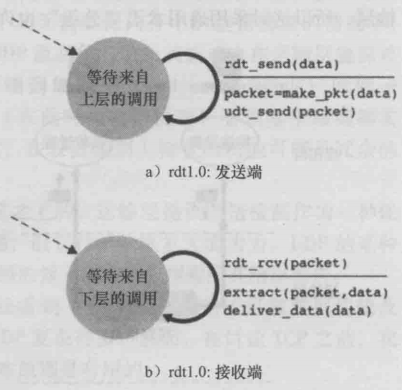 等待来自
上层的调用
rdt_send(data)
packet=make_pkt(data)
udt_send(packet)
a）rdt1.0: 发送端
等待来自
下层的调用
rdt_rcv(packet)
extract(packet,data)
deliver_data(data)
b）rdt1.0: 接收端